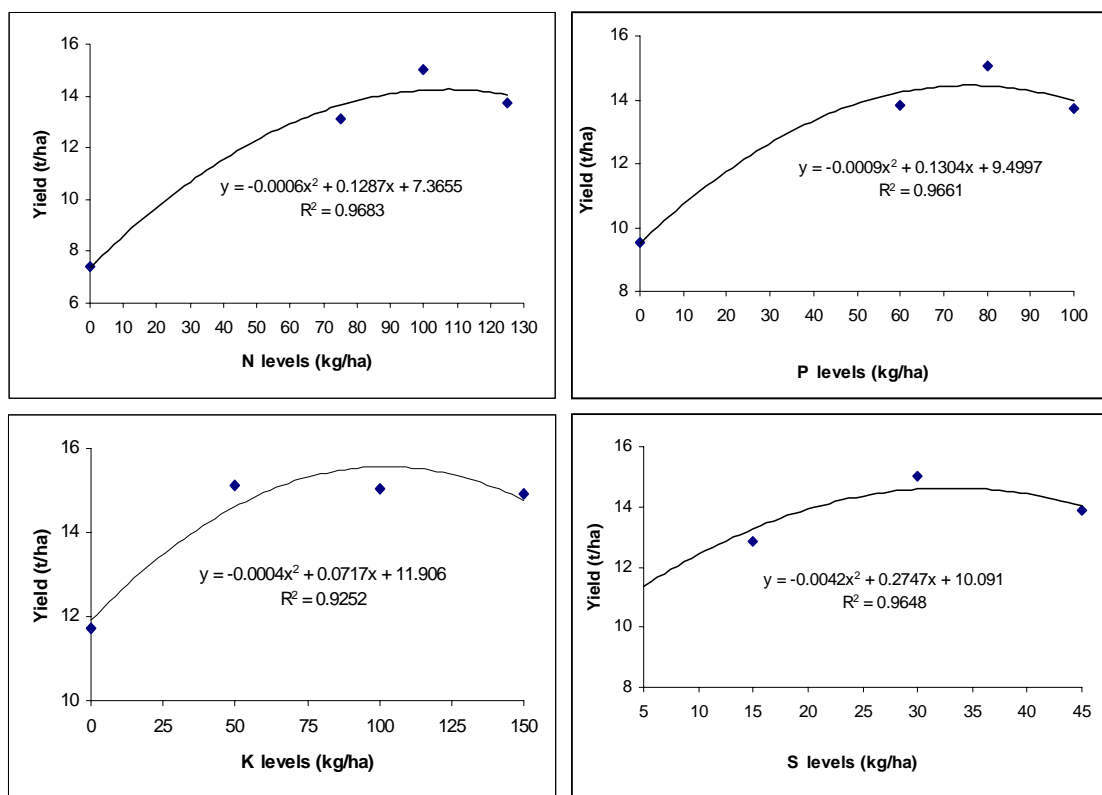 16
14
12
10
8
6
Yield (t/ha)
y = -0.0006x² + 0.1287x + 7.3655
R² = 0.9683
0 10 20 30 40 50 60 70 80 90 100 110 120 130
N levels (kg/ha)
16
14
12
10
8
Yield (t/ha)
y = -0.0009x² + 0.1304x + 9.4997
R² = 0.9661
0 10 20 30 40 50 60 70 80 90 100
P levels (kg/ha)
16
14
12
10
Yield (t/ha)
y = -0.0004x² + 0.0717x + 11.906
R² = 0.9252
0 25 50 75 100 125 150
K levels (kg/ha)
16
14
12
10
8
Yield (t/ha)
y = -0.0042x² + 0.2747x + 10.091
R² = 0.9648
5 10 15 20 25 30 35 40 45
S levels (kg/ha)